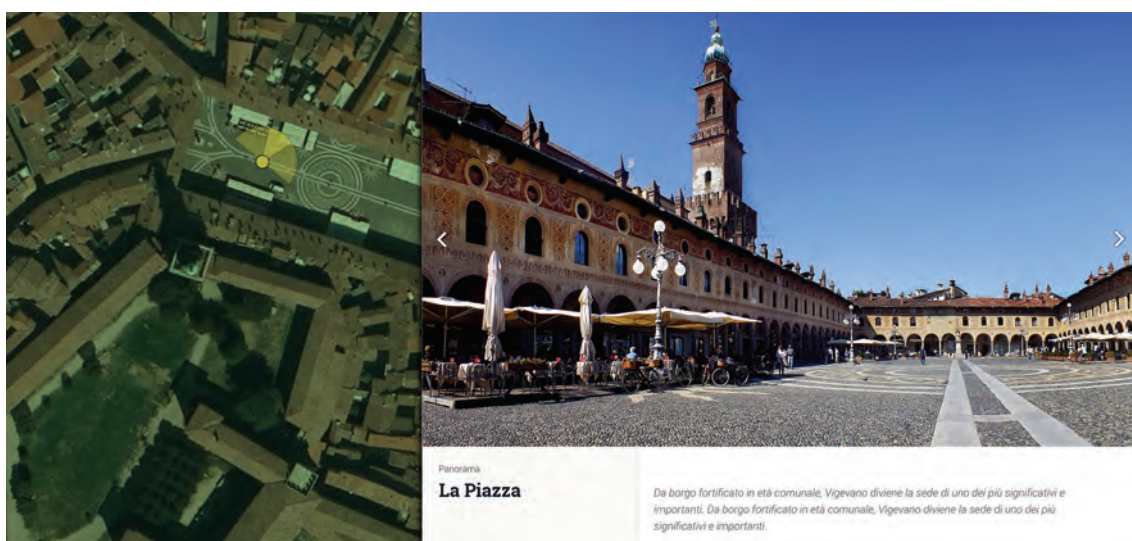 Panorama
La Piazza
Da borgo fortificato in età comunale, Vigevano diviene la sede di uno dei più significativi e
importanti. Da borgo fortificato in età comunale, Vigevano diviene la sede di uno dei più
significativi e importanti.